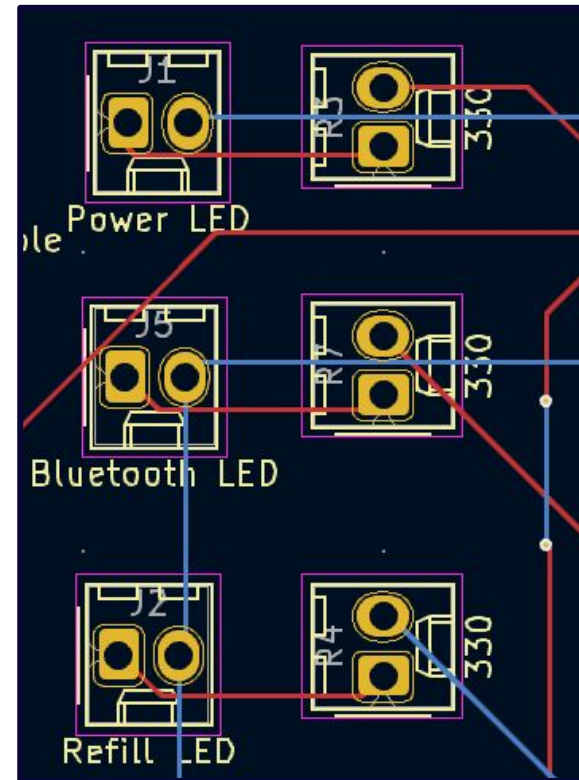 J1
R3
330
Power LED
ole
J5
R7
330
Bluetooth LED
J2
R4
330
Refill LED